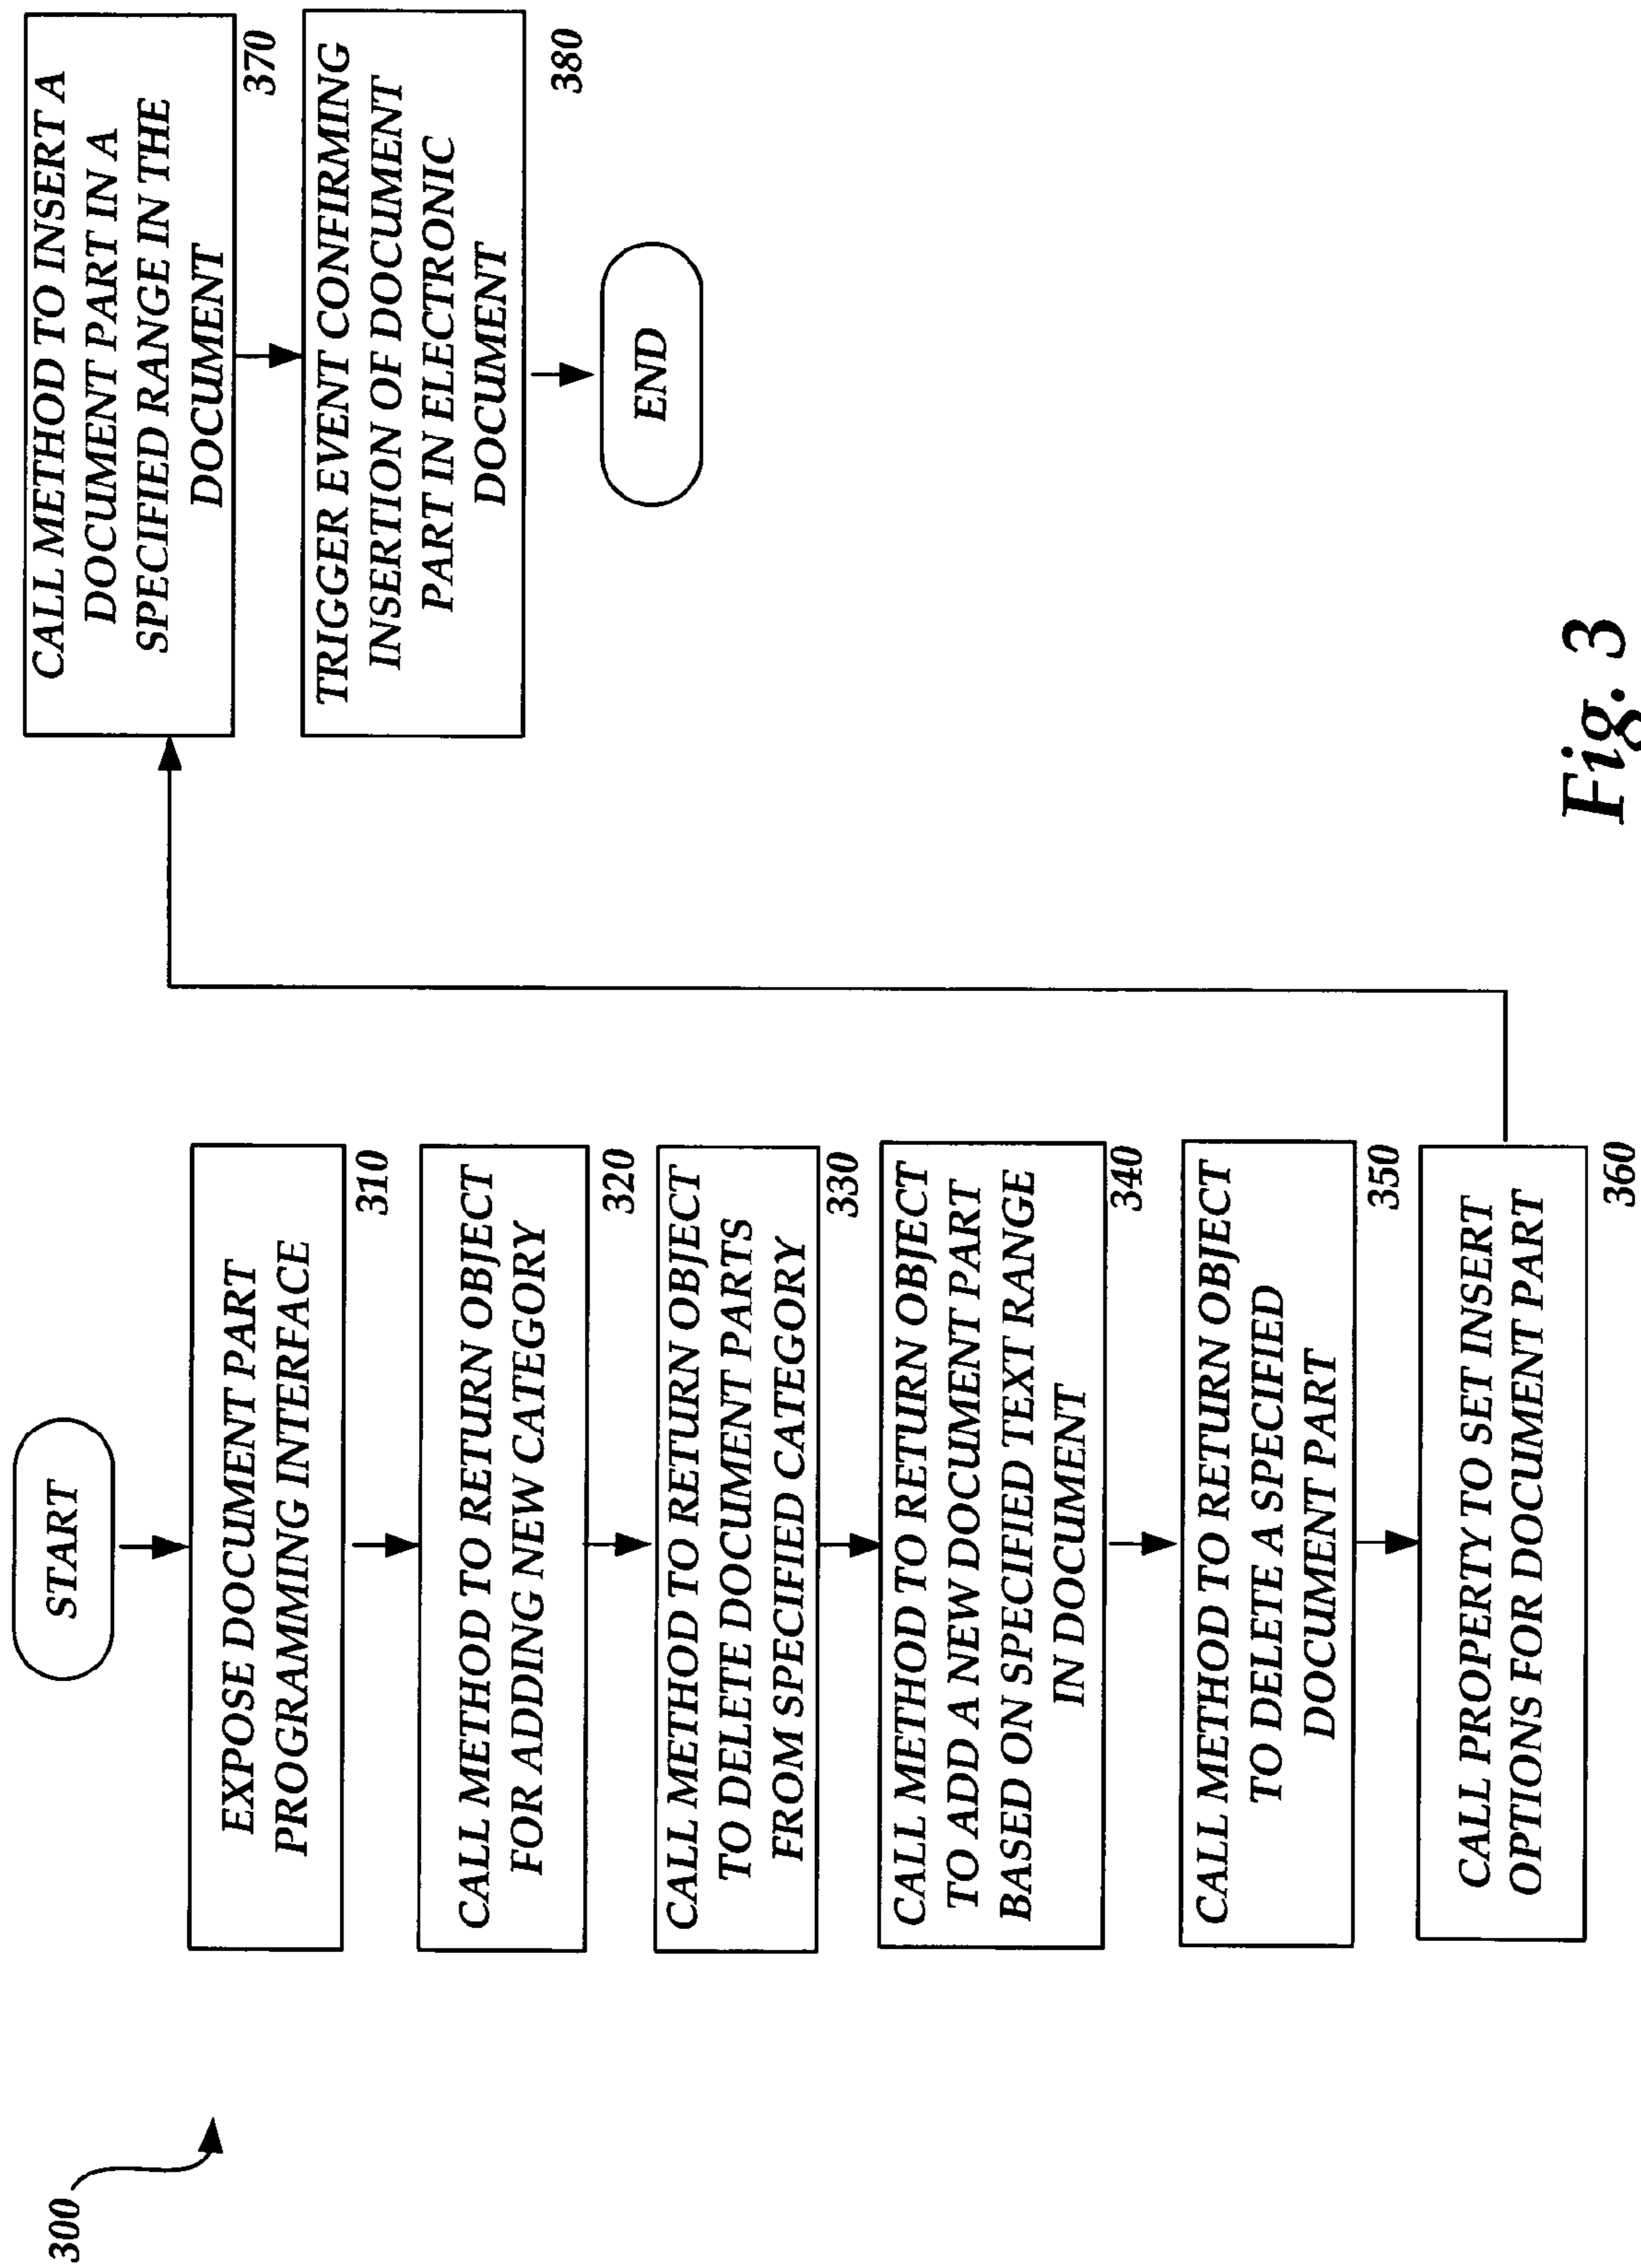 300
START
EXPOSE DOCUMENT PART
PROGRAMMING INTERFACE
310
CALL METHOD TO RETURN OBJECT
FOR ADDING NEW CATEGORY
320
CALL METHOD TO RETURN OBJECT
TO DELETE DOCUMENT PARTS
FROM SPECIFIED CATEGORY
330
CALL METHOD TO RETURN OBJECT
TO ADD A NEW DOCUMENT PART
BASED ON SPECIFIED TEXT RANGE
IN DOCUMENT
340
CALL METHOD TO RETURN OBJECT
TO DELETE A SPECIFIED
DOCUMENT PART
350
CALL PROPERTY TO SET INSERT
OPTIONS FOR DOCUMENT PART
360
CALL METHOD TO INSERT A
DOCUMENT PART IN A
SPECIFIED RANGE IN THE
DOCUMENT
370
TRIGGER EVENT CONFIRMING
INSERTION OF DOCUMENT
PART IN ELECTRONIC
DOCUMENT
380
END
Fig. 3